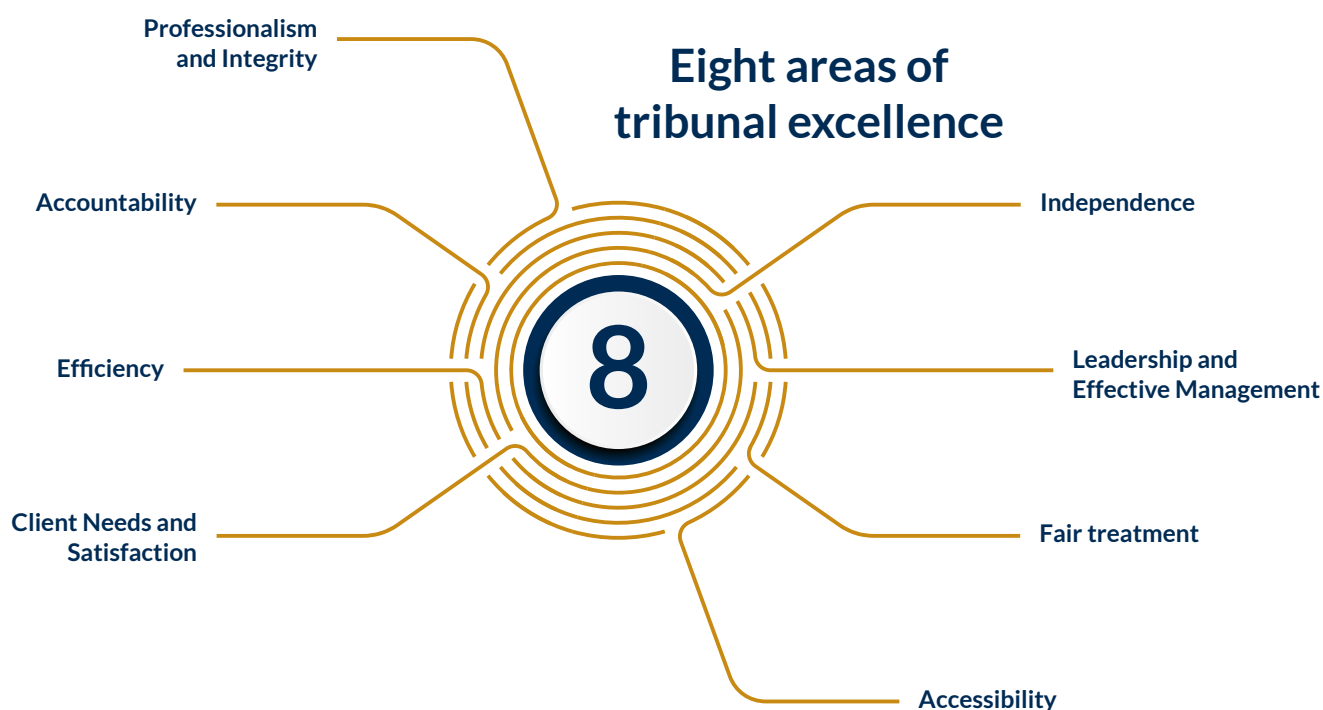 Eight areas of
tribunal excellence
Independence
Leadership and
Effective Management
Fair treatment
Accessibility
Client Needs and
Satisfaction
Efficiency
Accountability
Professionalism
and Integrity
8